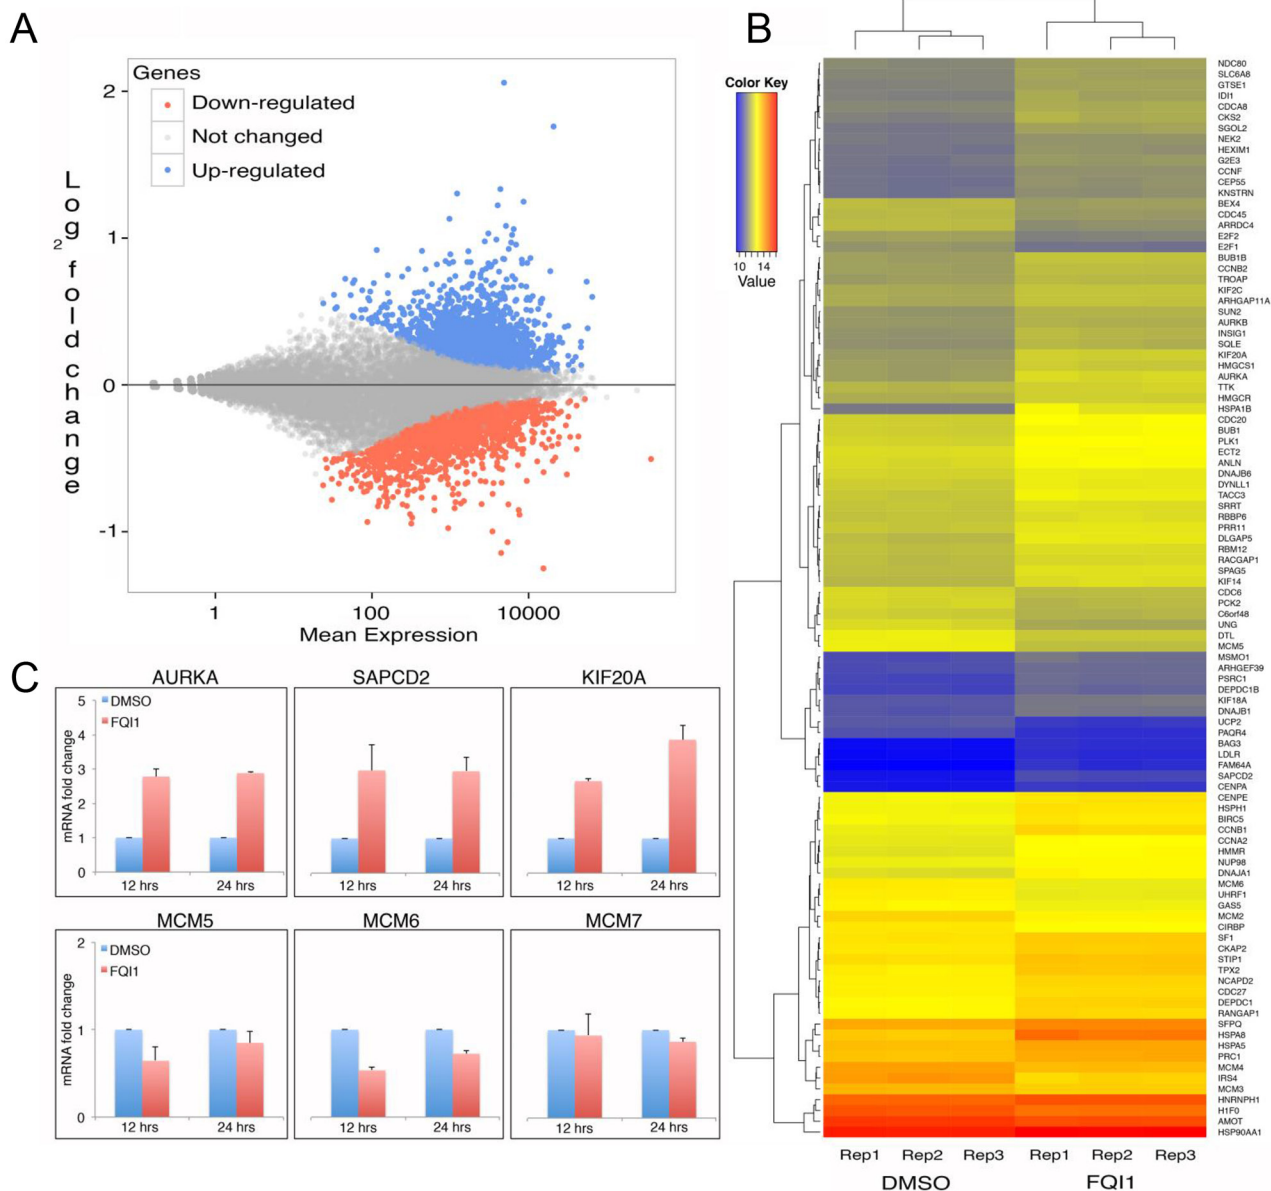 A
Genes
Down-regulated
Not changed
Up-regulated
Log2 fold change
2
1
0
-1
1
100
10000
Mean Expression
B
Color Key
10 14
Value
NDC80
SLC6A8
GTSE1
IDI1
CDCA8
CKS2
SGOL2
NEK2
HEXIM1
G2E3
CCNF
CEP55
KNSTRN
BEX4
CDC45
ARRDC4
E2F2
E2F1
BUB1B
CCNB2
TROAP
KIF2C
ARHGAP11A
SUN2
AURKB
INSIG1
SQLE
KIF20A
HMGCS1
AURKA
TTK
HMGCR
HSPA1B
CDC20
BUB1
PLK1
ECT2
ANLN
DNAJB6
DYNLL1
TACC3
SRRT
RBBP6
PRR11
DLGAP5
RBM12
RACGAP1
SPAG5
KIF14
CDC6
PCK2
C6orf48
UNG
DTL
MCM5
MSMO1
ARHGEF39
PSRC1
DEPDC1B
KIF18A
DNAJB1
UCP2
PAQR4
BAG3
LDLR
FAM64A
SAPCD2
CENPA
CENPE
HSPH1
BIRC5
CCNB1
CCNA2
HMMR
NUP98
DNAJA1
MCM6
UHRF1
GAS5
MCM2
CIRBP
SF1
CKAP2
STIP1
TPX2
NCAPD2
CDC27
DEPDC1
RANGAP1
SFPQ
HSPA8
HSPA5
PRC1
MCM4
IRS4
MCM3
HNRNPH1
H1F0
AMOT
HSP90AA1
Rep1 Rep2 Rep3 Rep1 Rep2 Rep3
DMSO FQI1
C
AURKA SAPCD2 KIF20A
mRNA fold change
5
4
3
2
1
0
DMSO
FQI1
12 hrs 24 hrs 12 hrs 24 hrs 12 hrs 24 hrs
MCM5 MCM6 MCM7
mRNA fold change
2
1
0
DMSO
FQI1
12 hrs 24 hrs 12 hrs 24 hrs 12 hrs 24 hrs